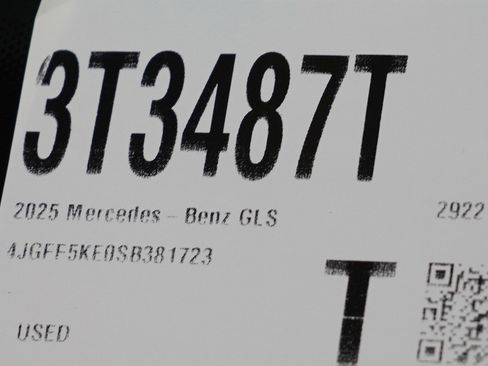 3T3487T
2025 Mercedes - Benz GLS 2922
4JGFF5KE0SB381723
T
USED